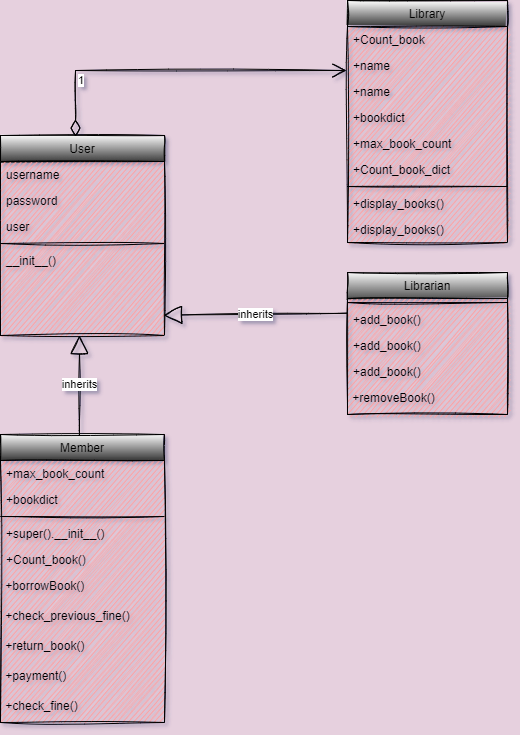 Library
+Count_book
+name
+name
+bookdict
+max_book_count
+Count_book_dict
+display_books()
+display_books()
1
User
username
password
user
__init__()
Librarian
+add_book()
+add_book()
+add_book()
+removeBook()
inherits
inherits
Member
+max_book_count
+bookdict
+super().__init__()
+Count_book()
+borrowBook()
+check_previous_fine()
+return_book()
+payment()
+check_fine()